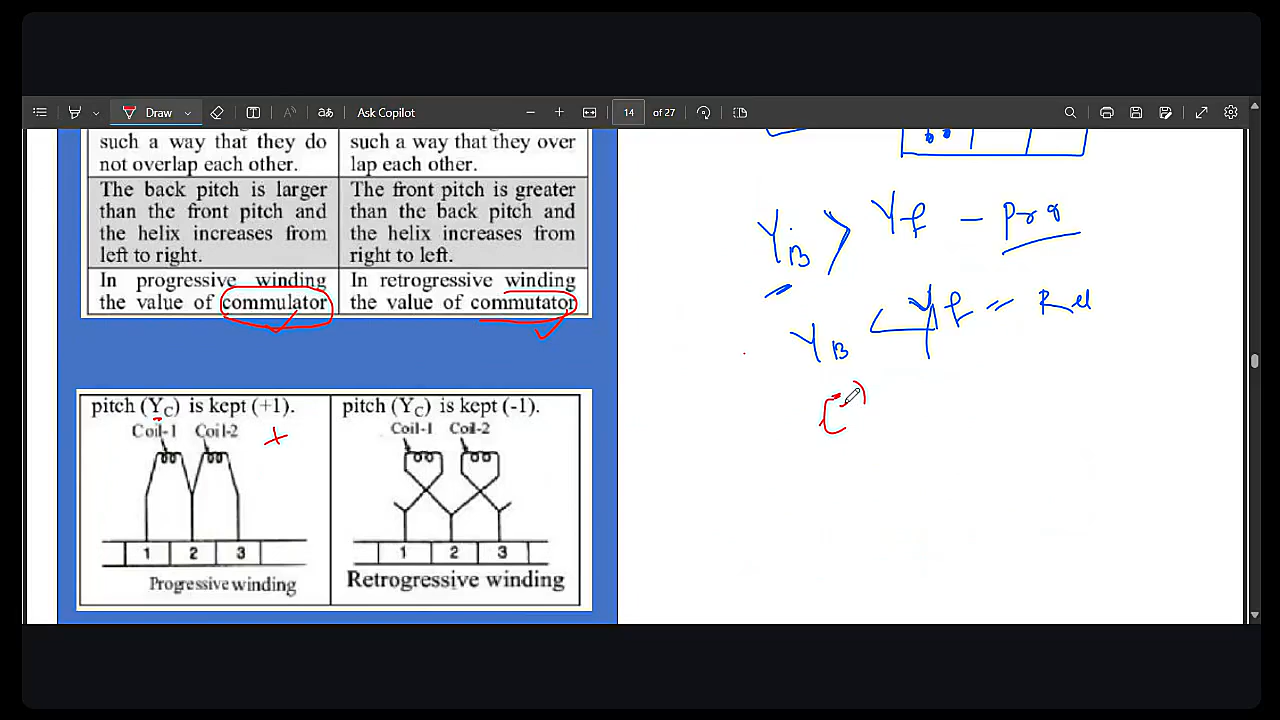 Draw
Ask Copilot
14 of 27
such a way that they do
not overlap each other.
The back pitch is larger
than the front pitch and
the helix increases from
left to right.
In progressive winding
the value of commulator
such a way that they over
lap each other.
The front pitch is greater
than the back pitch and
the helix increases from
right to left.
In retrogressive winding
the value of commutator
pitch (YC) is kept (+1).
Coil-1 Coil-2
+
1 2 3
Progressive winding
pitch (YC) is kept (-1).
Coil-1 Coil-2
1 2 3
Retrogressive winding
YB > Yf - Pro
YB < Yf =